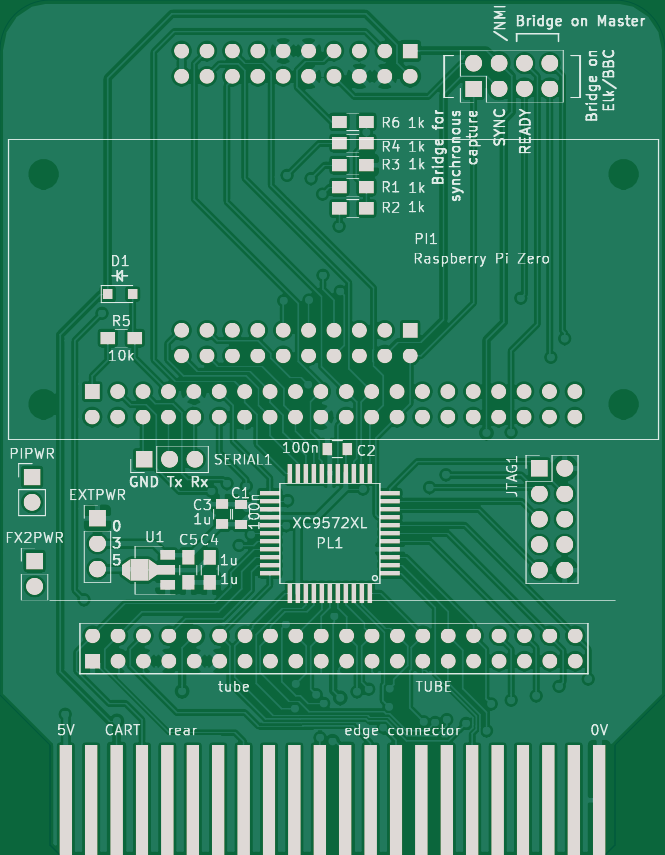 /NMI
Bridge on Master
Bridge on
Elk/BBC
R6 1k
R4 1k
R3 1k
R1 1k
R2 1k
Bridge for
synchronous
capture
SYNC
READY
PI1
Raspberry Pi Zero
D1
R5
10k
PIPWR
SERIAL1
GND Tx Rx
100n
C2
JTAG1
EXTPWR
0
3
5
C3
1u
C1
100n
XC9572XL
PL1
FX2PWR
U1
C5 C4
1u
1u
tube
TUBE
5V
CART
rear
edge connector
0V